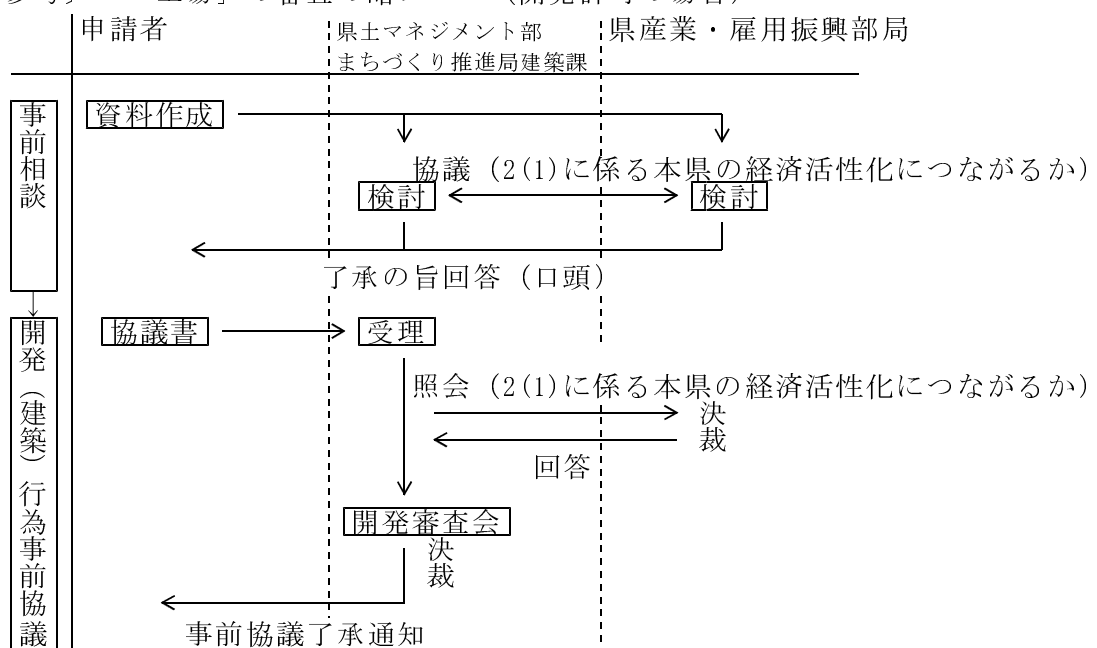 申請者
県土マネジメント部
まちづくり推進局建築課
県産業・雇用振興部局
事前相談
資料作成
協議（2(1)に係る本県の経済活性化につながるか）
検討
検討
了承の旨回答（口頭）
開発（建築）行為事前協議
協議書
受理
照会（2(1)に係る本県の経済活性化につながるか）
決裁
回答
開発審査会
決裁
事前協議了承通知